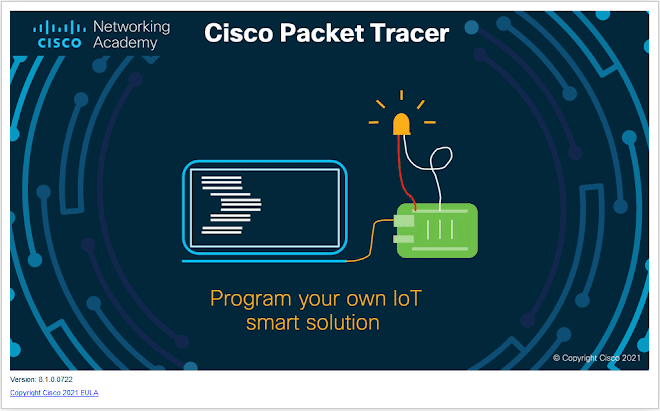 CISCO
Networking
Academy
Cisco Packet Tracer
Program your own IoT
smart solution
© Copyright Cisco 2021
Version: 8.1.0.0722
Copyright Cisco 2021 EULA